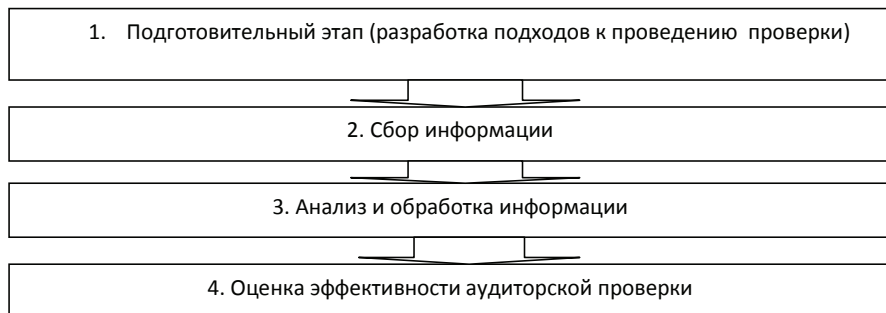 1. Подготовительный этап (разработка подходов к проведению проверки)
2. Сбор информации
3. Анализ и обработка информации
4. Оценка эффективности аудиторской проверки